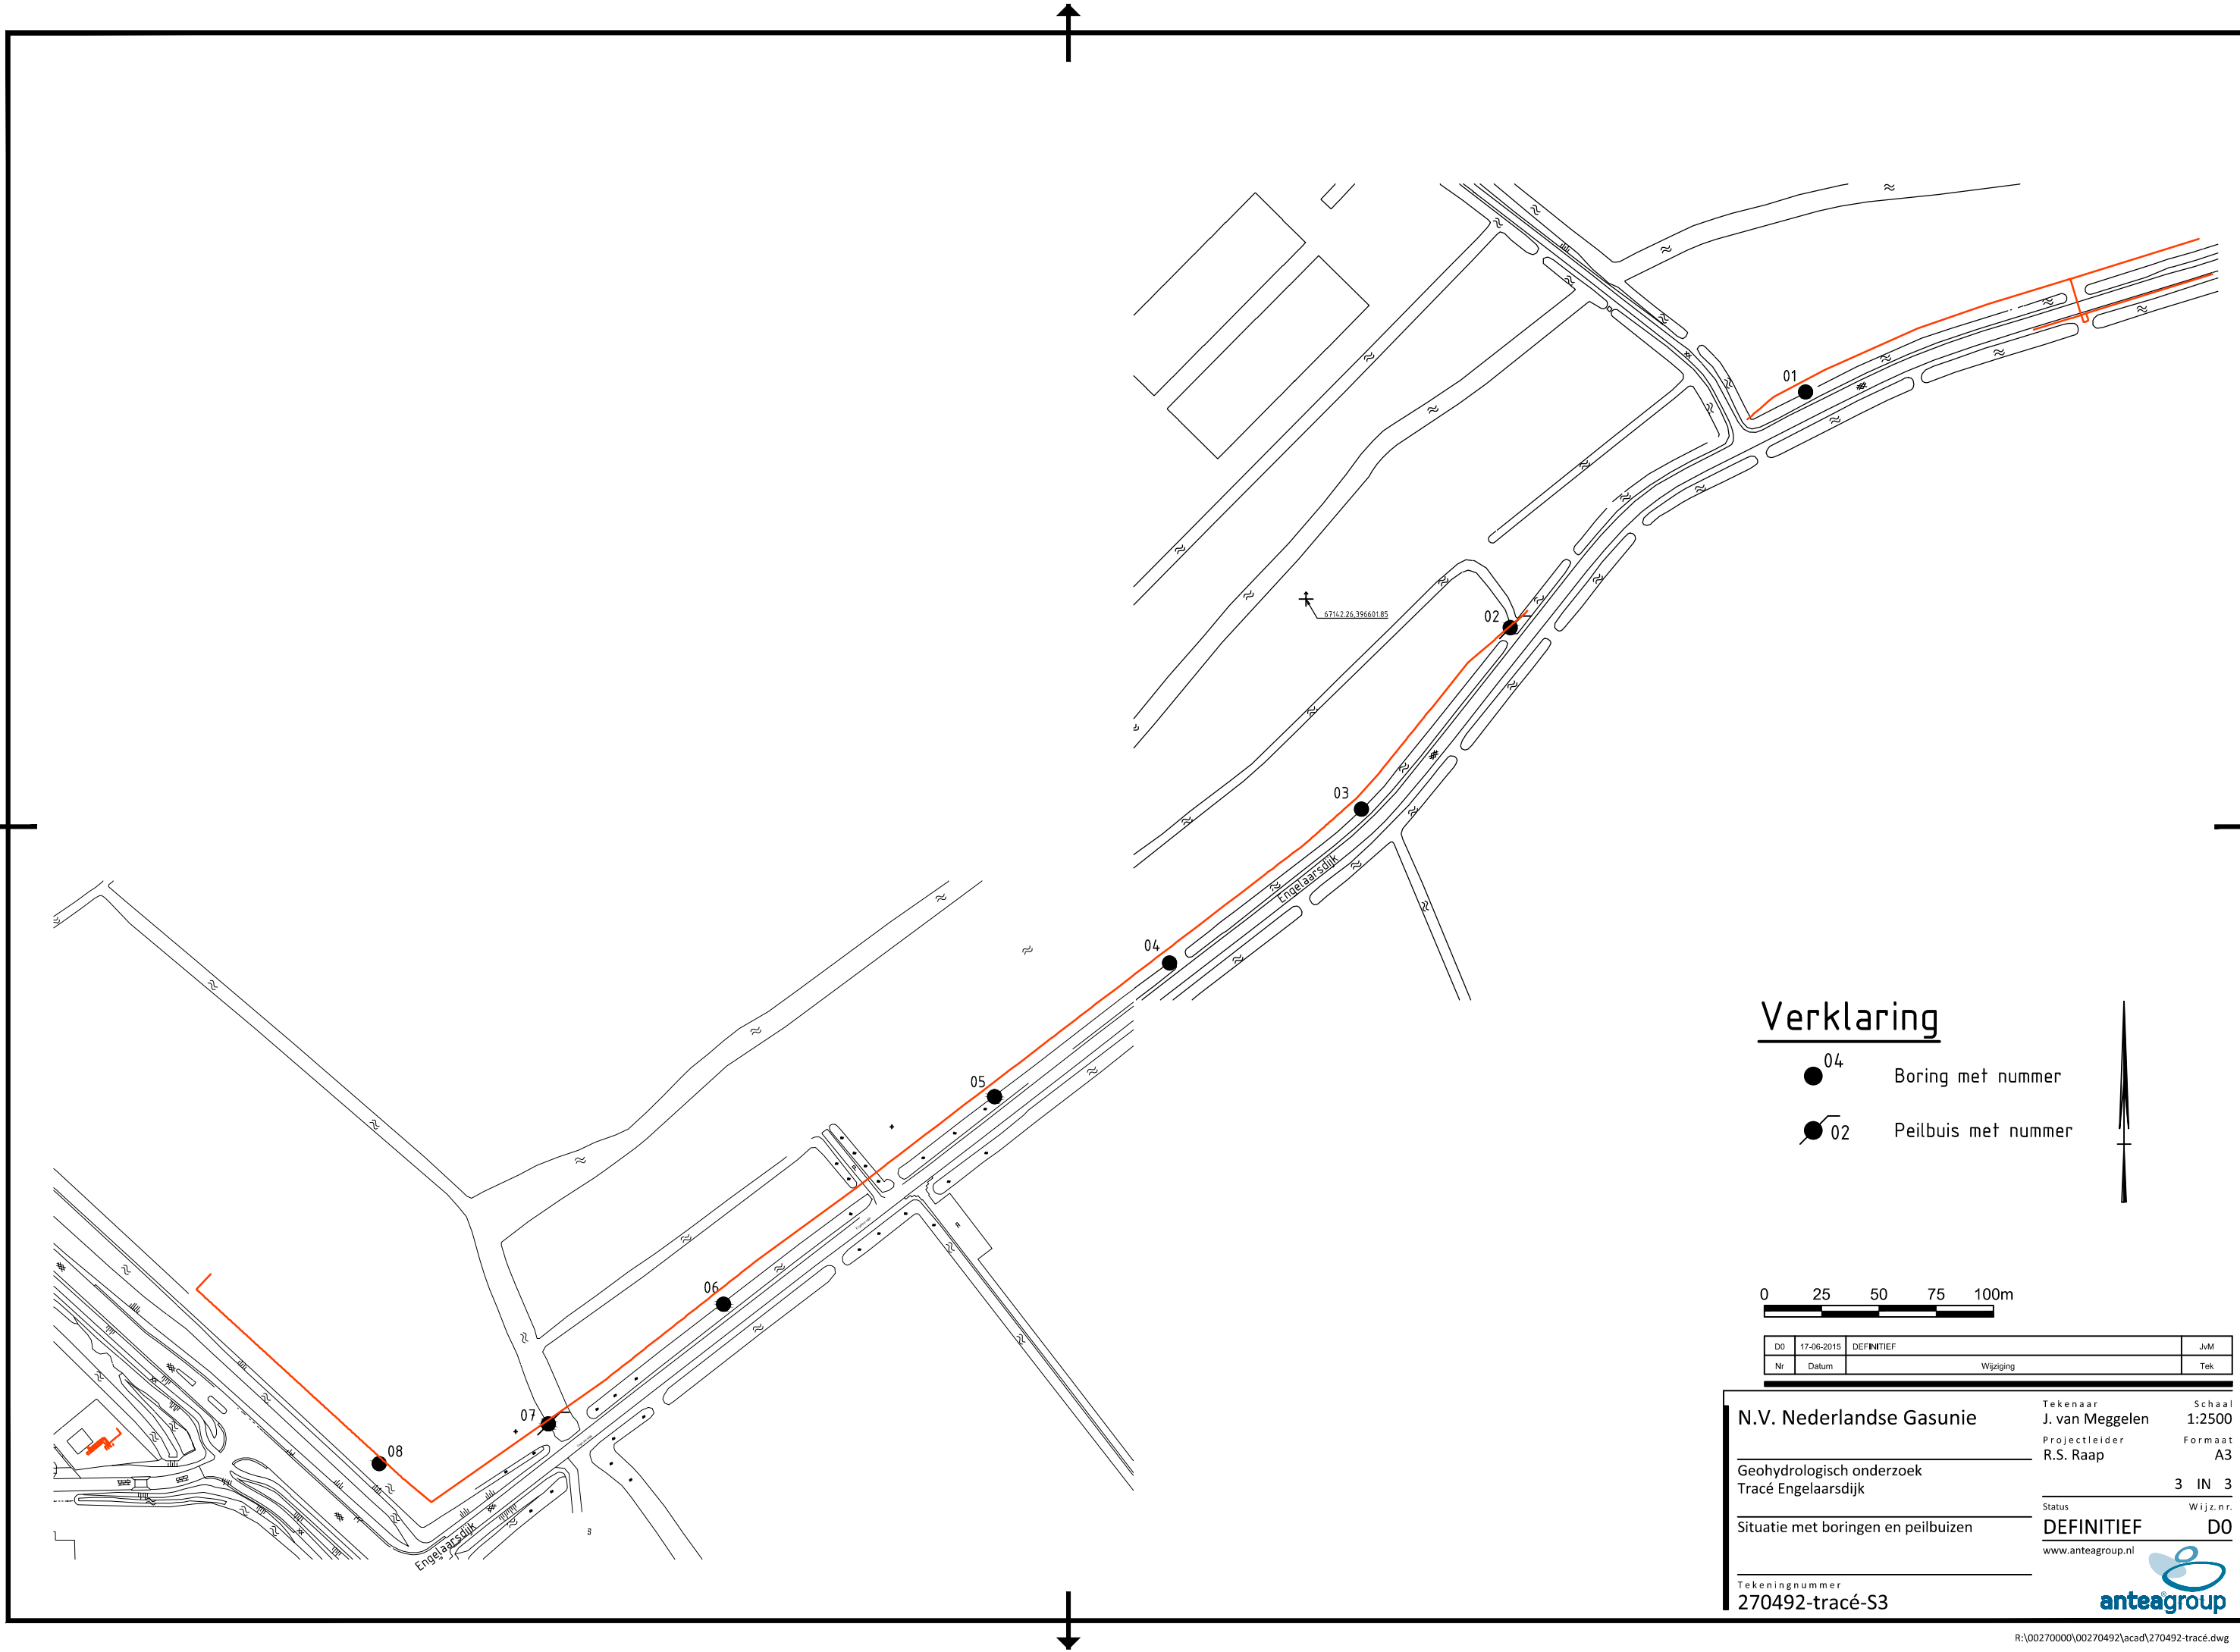 01
02
67142.26,396601.85
03
Engelaarsdijk
04
05
06
07
08
Engelaarsdijk
Verklaring
04 Boring met nummer
02 Peilbuis met nummer
0 25 50 75 100m
D0 17-06-2015 DEFINITIEF JvM
Nr Datum Wijziging Tek
N.V. Nederlandse Gasunie
Geohydrologisch onderzoek
Tracé Engelaarsdijk
Situatie met boringen en peilbuizen
Tekeningnummer
270492-tracé-S3
Tekenaar Schaal
J. van Meggelen 1:2500
Projectleider Formaat
R.S. Raap A3
3 IN 3
Status Wijz.nr.
DEFINITIEF D0
www.anteagroup.nl
anteagroup
R:\00270000\00270492\acad\270492-tracé.dwg